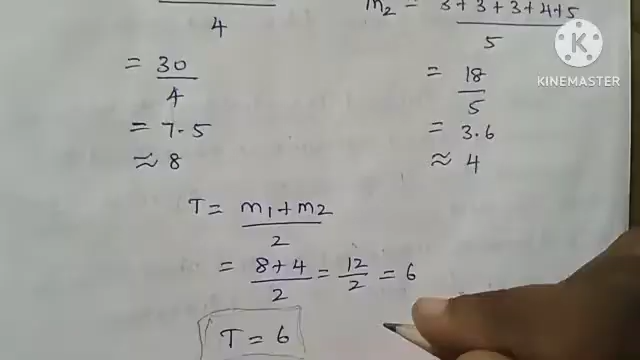 4
m₂ = 3+3+3+4+5
5
K
KINEMASTER
= 30/4
= 18/5
= 7.5
= 3.6
≈ 8
≈ 4
T = m₁+m₂
2
= 8+4/2 = 12/2 = 6
T = 6